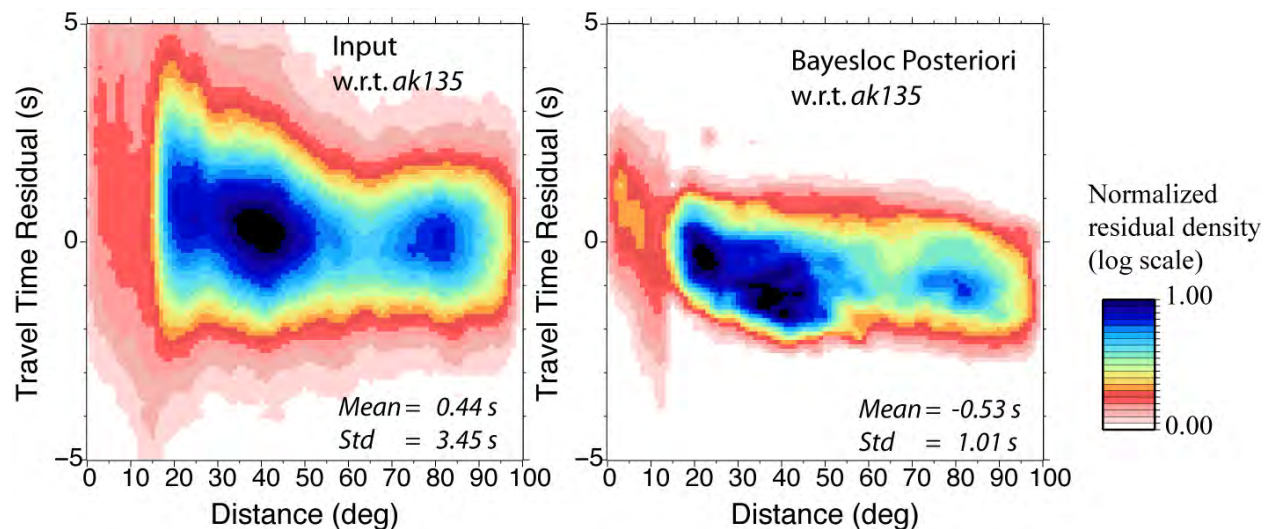 Travel Time Residual (s)
5
0
−5
Input
w.r.t. ak135
Mean = 0.44 s
Std = 3.45 s
0 10 20 30 40 50 60 70 80 90 100
Distance (deg)
Travel Time Residual (s)
5
0
−5
Bayesloc Posteriori
w.r.t. ak135
Mean = -0.53 s
Std = 1.01 s
0 10 20 30 40 50 60 70 80 90 100
Distance (deg)
Normalized
residual density
(log scale)
1.00
0.00